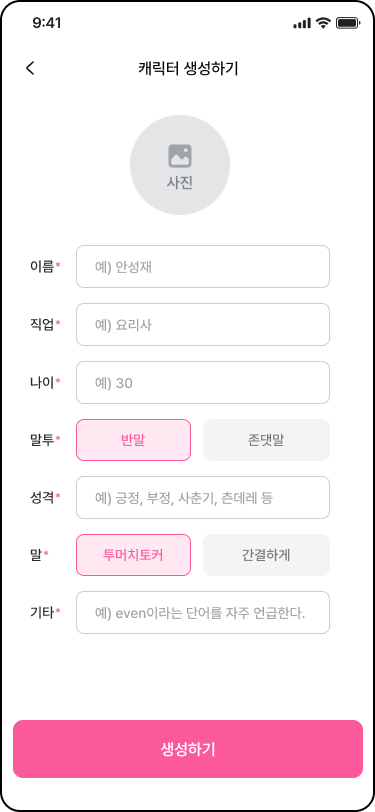 9:41
캐릭터 생성하기
사진
이름*
예) 안성재
직업*
예) 요리사
나이*
예) 30
말투*
반말
존댓말
성격*
예) 긍정, 부정, 사춘기, 츤데레 등
말*
투머치토커
간결하게
기타*
예) even이라는 단어를 자주 언급한다.
생성하기